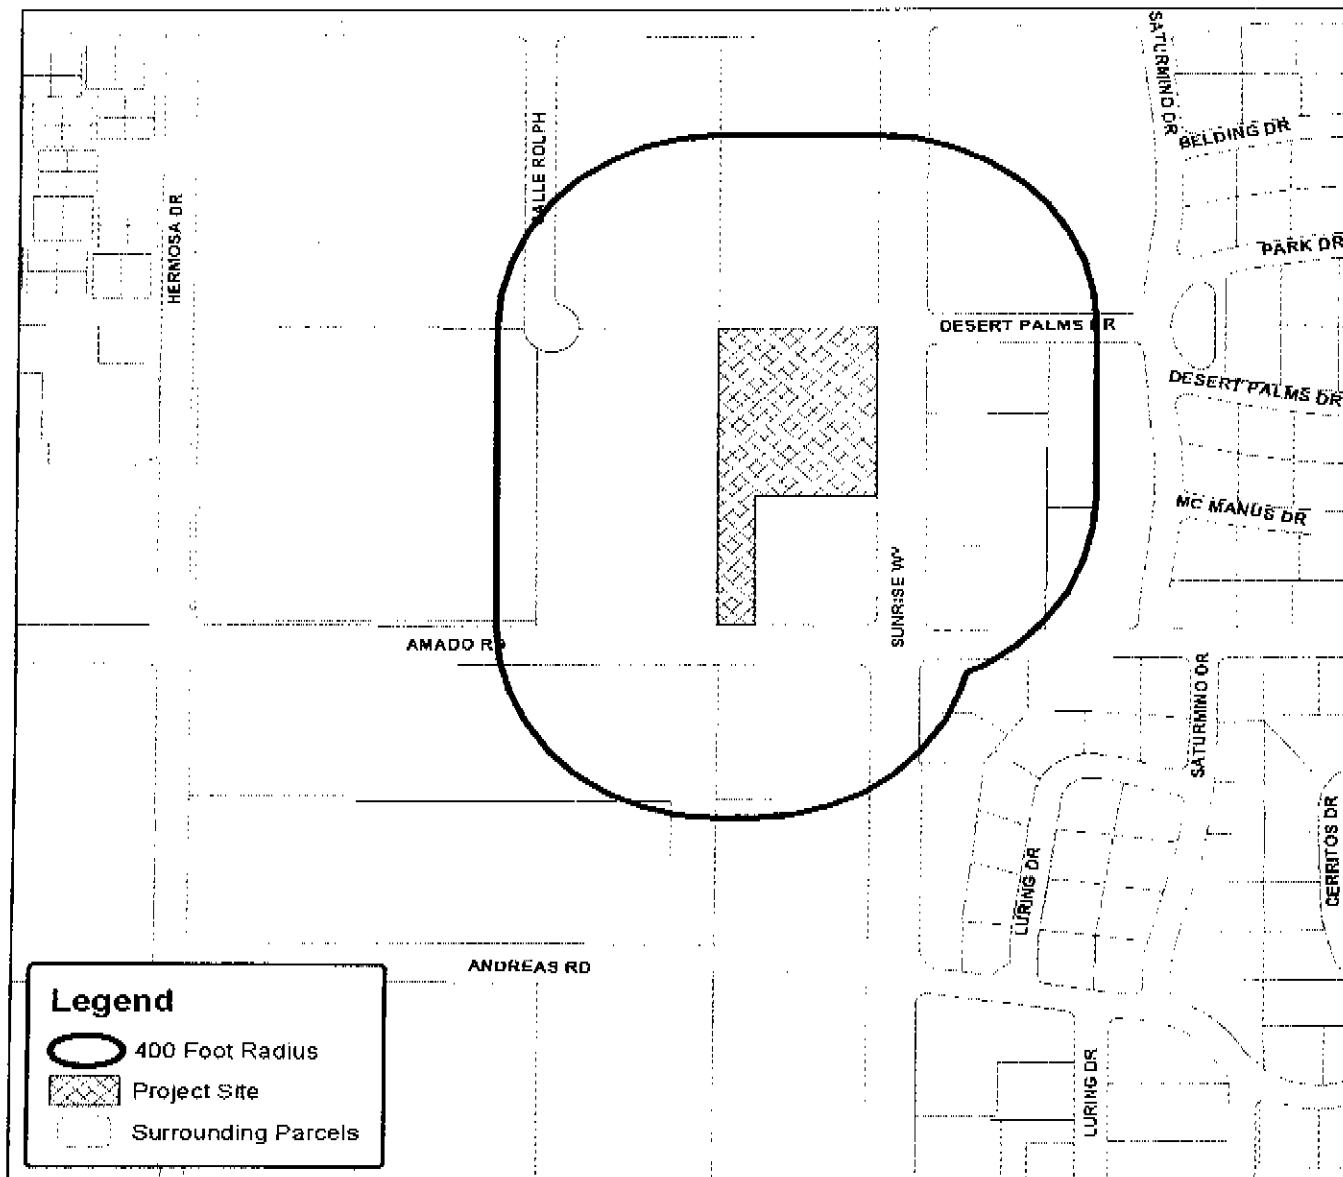 SATURMINO DR
BELDING DR
CALLE ROLPH
HERMOSA DR
PARK DR
DESERT PALMS DR
DESERT PALMS DR
MC MANUS DR
SUNRISE WY
AMADO RD
SATURMINO DR
CERRITOS DR
LURING DR
ANDREAS RD
LURING DR
Legend
400 Foot Radius
Project Site
Surrounding Parcels